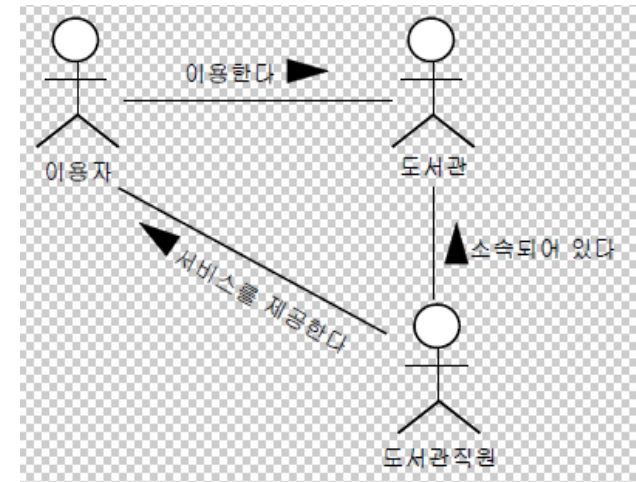 이용한다
이용자
도서관
소속되어 있다
서비스를 제공한다
도서관직원